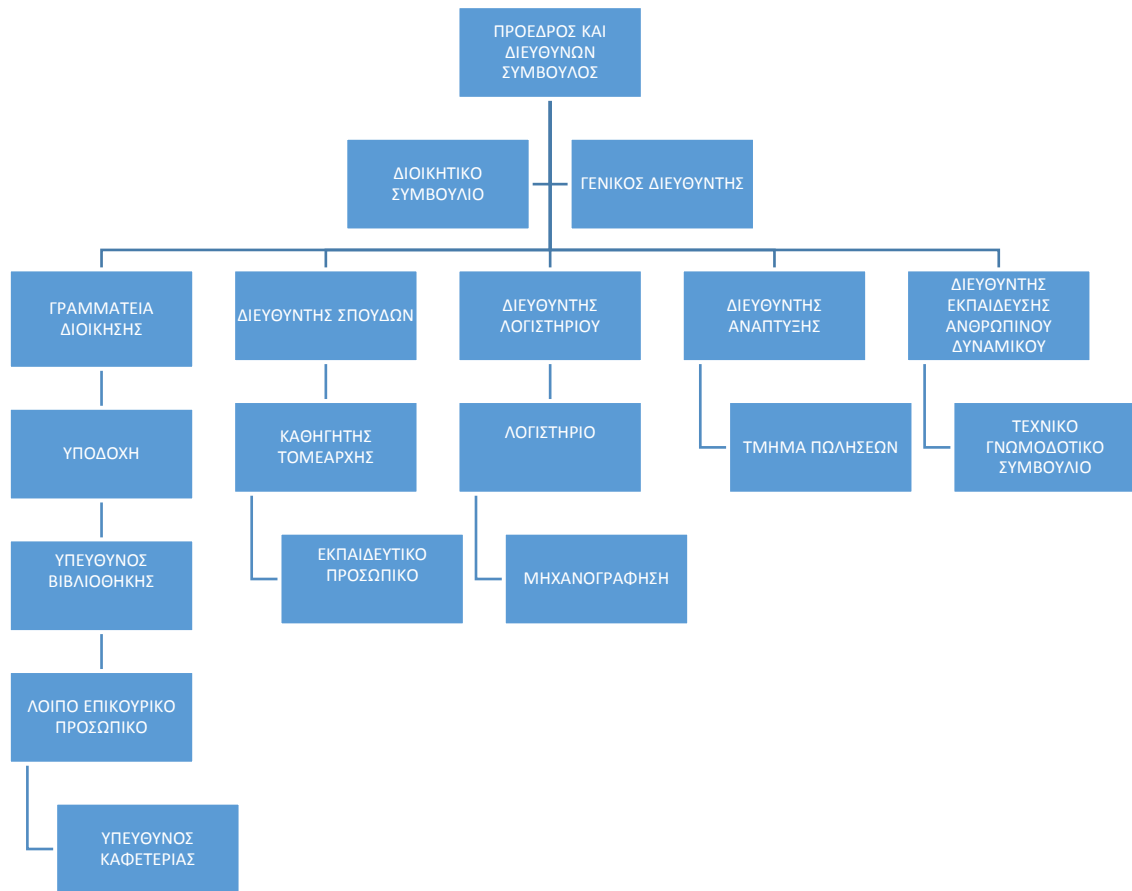 ΠΡΟΕΔΡΟΣ ΚΑΙ
ΔΙΕΥΘΥΝΩΝ
ΣΥΜΒΟΥΛΟΣ
ΔΙΟΙΚΗΤΙΚΟ
ΣΥΜΒΟΥΛΙΟ
ΓΕΝΙΚΟΣ ΔΙΕΥΘΥΝΤΗΣ
ΓΡΑΜΜΑΤΕΙΑ
ΔΙΟΙΚΗΣΗΣ
ΔΙΕΥΘΥΝΤΗΣ ΣΠΟΥΔΩΝ
ΔΙΕΥΘΥΝΤΗΣ
ΛΟΓΙΣΤΗΡΙΟΥ
ΔΙΕΥΘΥΝΤΗΣ
ΑΝΑΠΤΥΞΗΣ
ΔΙΕΥΘΥΝΤΗΣ
ΕΚΠΑΙΔΕΥΣΗΣ
ΑΝΘΡΩΠΙΝΟΥ
ΔΥΝΑΜΙΚΟΥ
ΥΠΟΔΟΧΗ
ΚΑΘΗΓΗΤΗΣ
ΤΟΜΕΑΡΧΗΣ
ΛΟΓΙΣΤΗΡΙΟ
ΤΜΗΜΑ ΠΩΛΗΣΕΩΝ
ΤΕΧΝΙΚΟ
ΓΝΩΜΟΔΟΤΙΚΟ
ΣΥΜΒΟΥΛΙΟ
ΥΠΕΥΘΥΝΟΣ
ΒΙΒΛΙΟΘΗΚΗΣ
ΕΚΠΑΙΔΕΥΤΙΚΟ
ΠΡΟΣΩΠΙΚΟ
ΜΗΧΑΝΟΓΡΑΦΗΣΗ
ΛΟΙΠΟ ΕΠΙΚΟΥΡΙΚΟ
ΠΡΟΣΩΠΙΚΟ
ΥΠΕΥΘΥΝΟΣ
ΚΑΦΕΤΕΡΙΑΣ